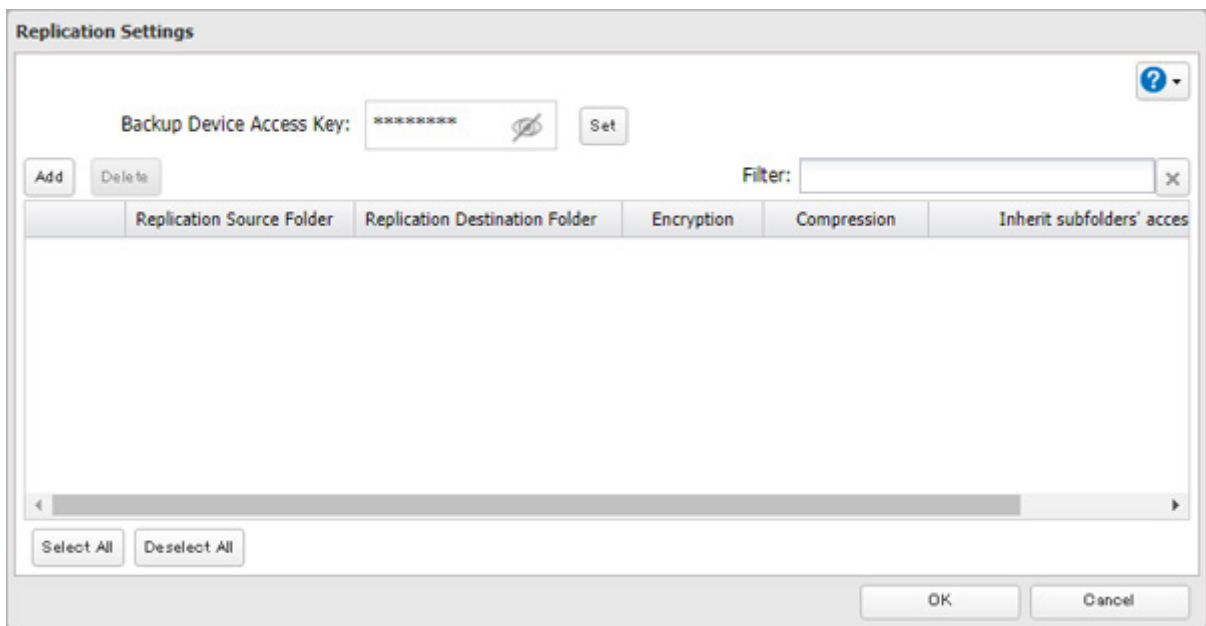 Replication Settings
?
Backup Device Access Key: ******** Set
Add Delete Filter:
Replication Source Folder Replication Destination Folder Encryption Compression Inherit subfolders' acces
Select All Deselect All
OK Cancel